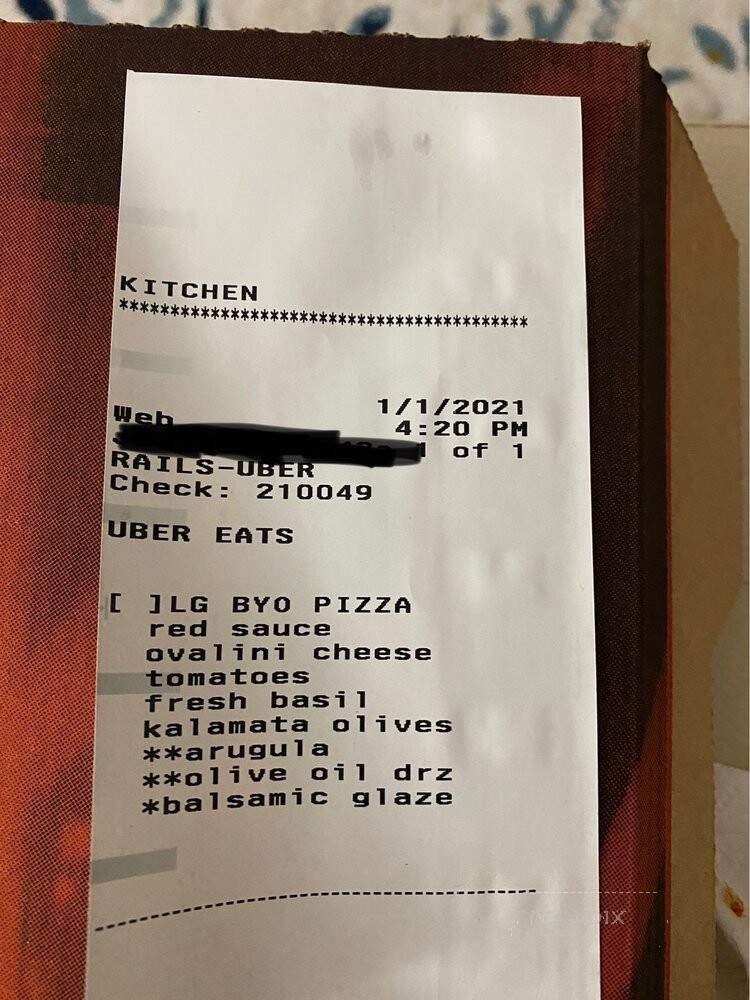 KITCHEN
****************************************
1/1/2021
Web 4:20 PM
1 of 1
RAILS-UBER
Check: 210049
UBER EATS
[ ]LG BYO PIZZA
red sauce
ovalini cheese
tomatoes
fresh basil
kalamata olives
**arugula
**olive oil drz
*balsamic glaze